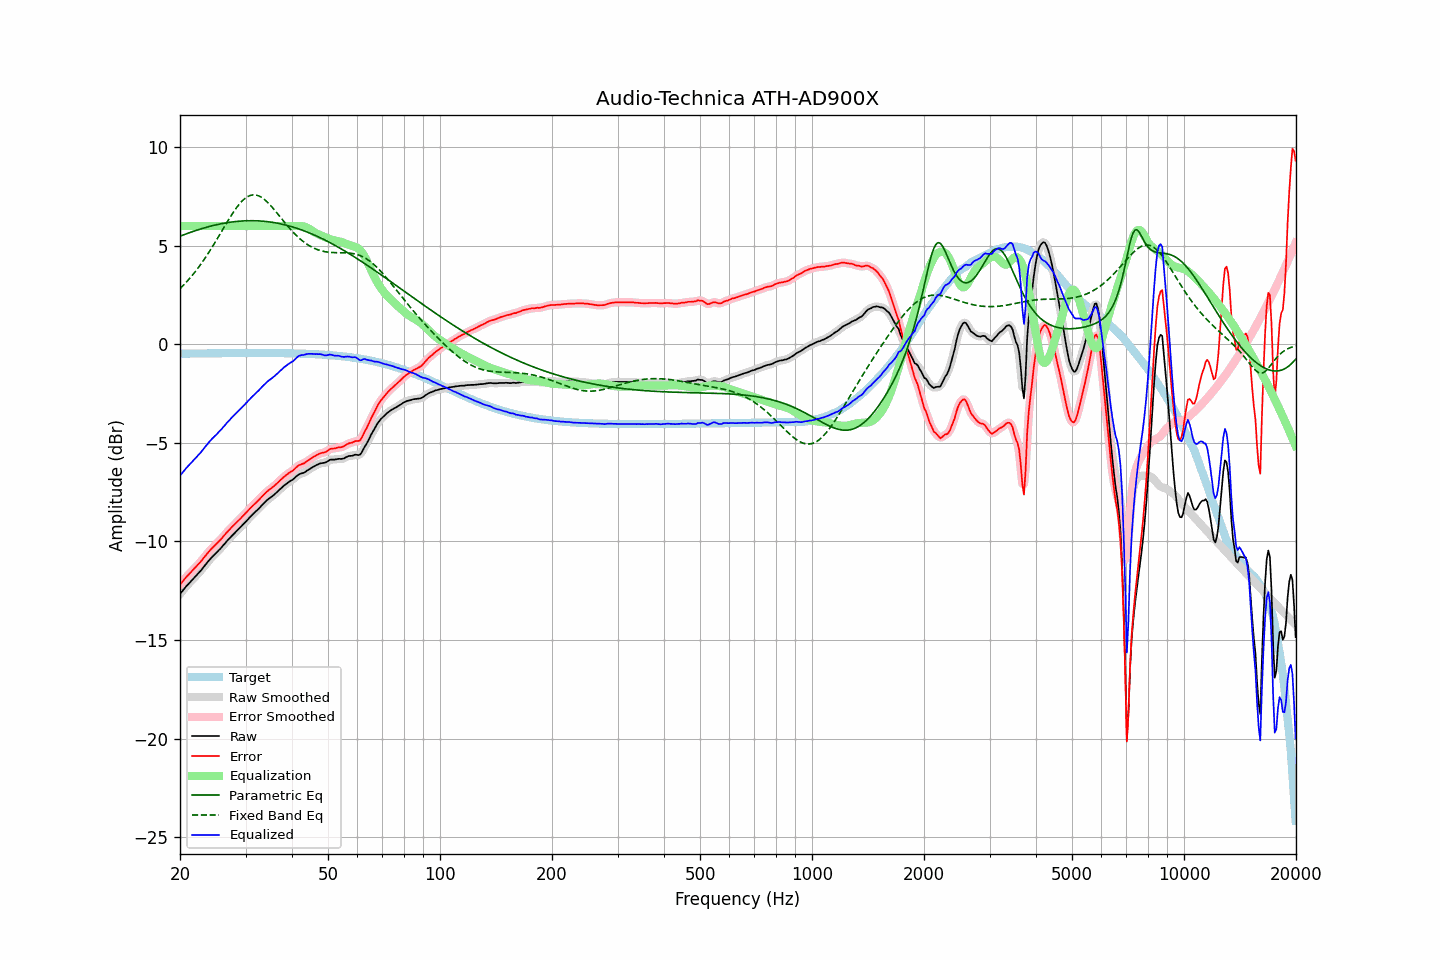 Audio-Technica ATH-AD900X
Amplitude (dBr)
10
5
0
−5
−10
−15
−20
−25
Target
Raw Smoothed
Error Smoothed
Raw
Error
Equalization
Parametric Eq
Fixed Band Eq
Equalized
20 50 100 200 500 1000 2000 5000 10000 20000
Frequency (Hz)